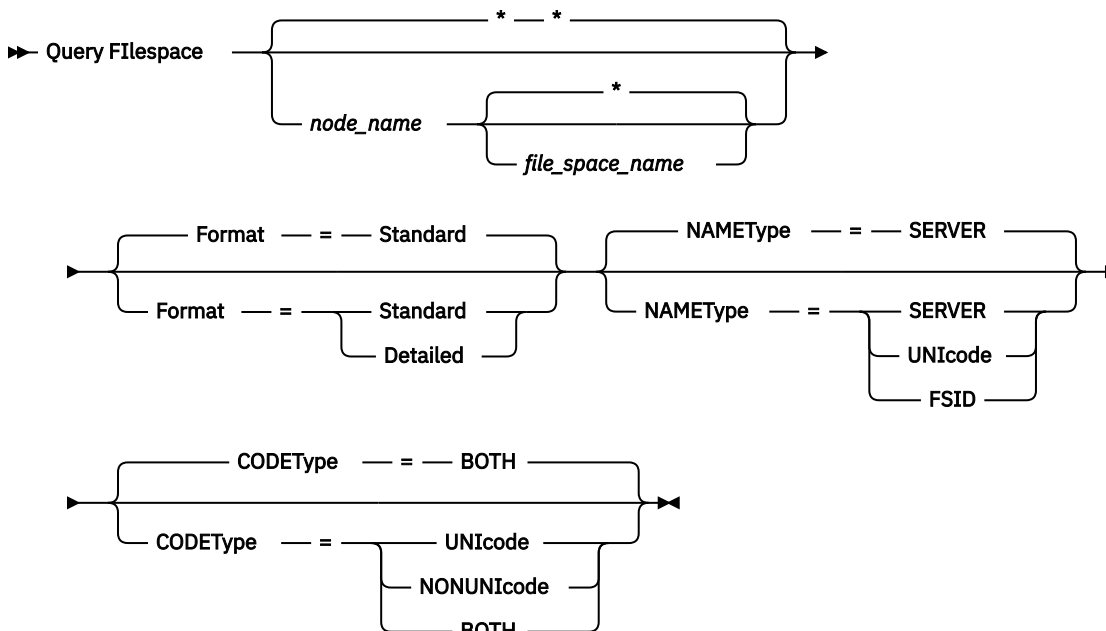 * *
Query FIlespace
*
node_name
file_space_name
Format = Standard
NAMEType = SERVER
Format = Standard
NAMEType = SERVER
Detailed
UNIcode
FSID
CODEType = BOTH
CODEType = UNIcode
NONUNIcode
BOTH